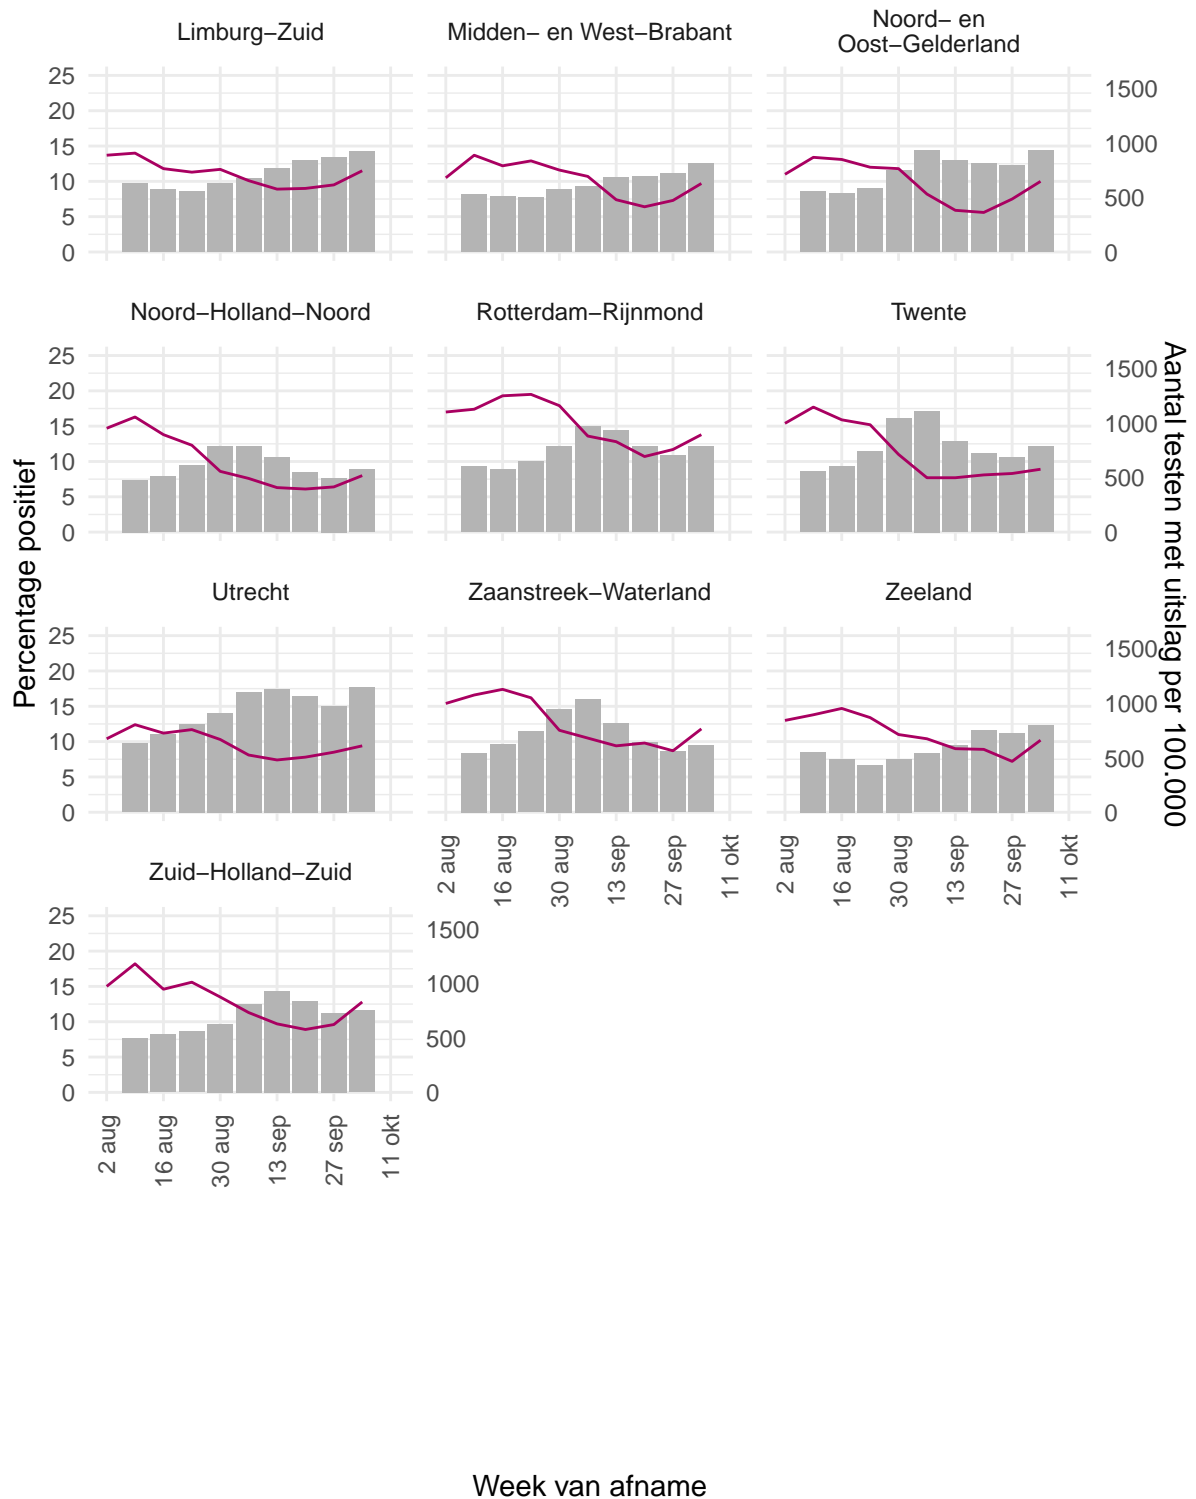 Limburg−Zuid
Midden− en West−Brabant
Noord− en
Oost−Gelderland
25
20
15
10
5
0
1500
1000
500
0
Noord−Holland−Noord
Rotterdam−Rijnmond
Twente
25
20
15
10
5
0
1500
1000
500
0
Utrecht
Zaanstreek−Waterland
Zeeland
25
20
15
10
5
0
1500
1000
500
0
2 aug
16 aug
30 aug
13 sep
27 sep
11 okt
2 aug
16 aug
30 aug
13 sep
27 sep
11 okt
Zuid−Holland−Zuid
25
20
15
10
5
0
1500
1000
500
0
2 aug
16 aug
30 aug
13 sep
27 sep
11 okt
Percentage positief
Aantal testen met uitslag per 100.000
Week van afname